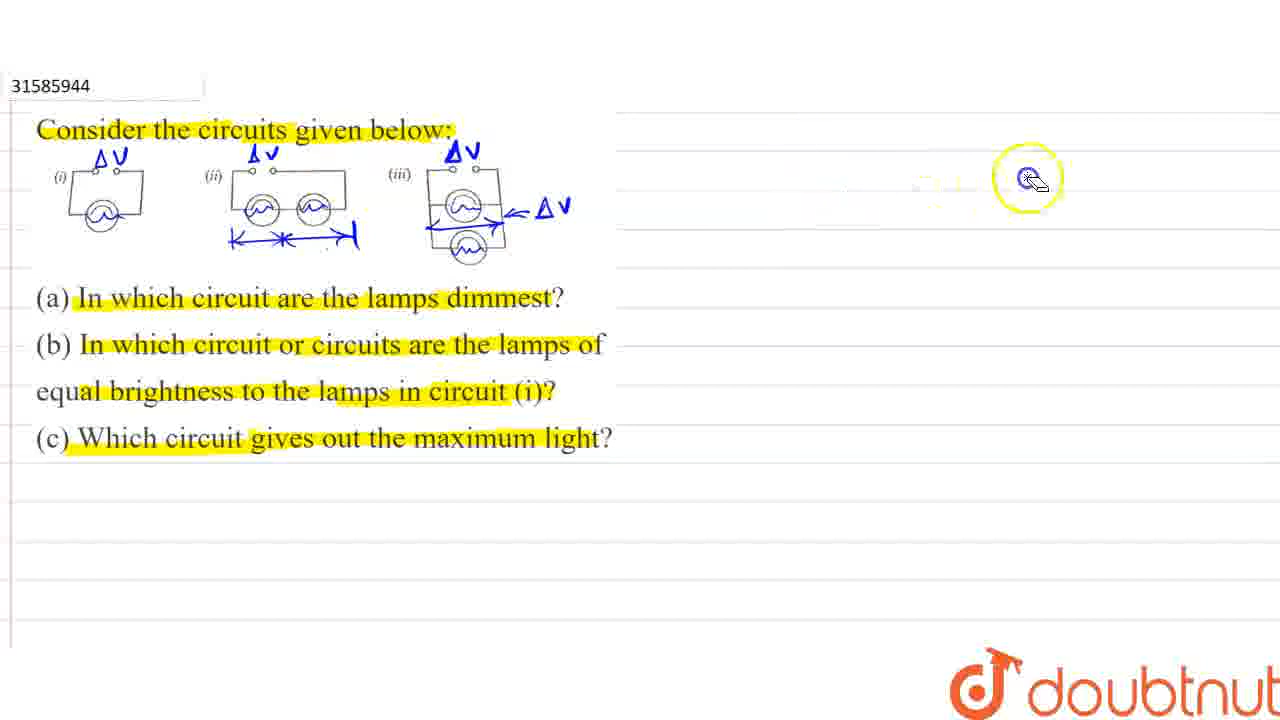 31585944
Consider the circuits given below:
ΔV ΔV ΔV
(i) (ii) (iii)
ΔV
(a) In which circuit are the lamps dimmest?
(b) In which circuit or circuits are the lamps of
equal brightness to the lamps in circuit (i)?
(c) Which circuit gives out the maximum light?
doubtnut